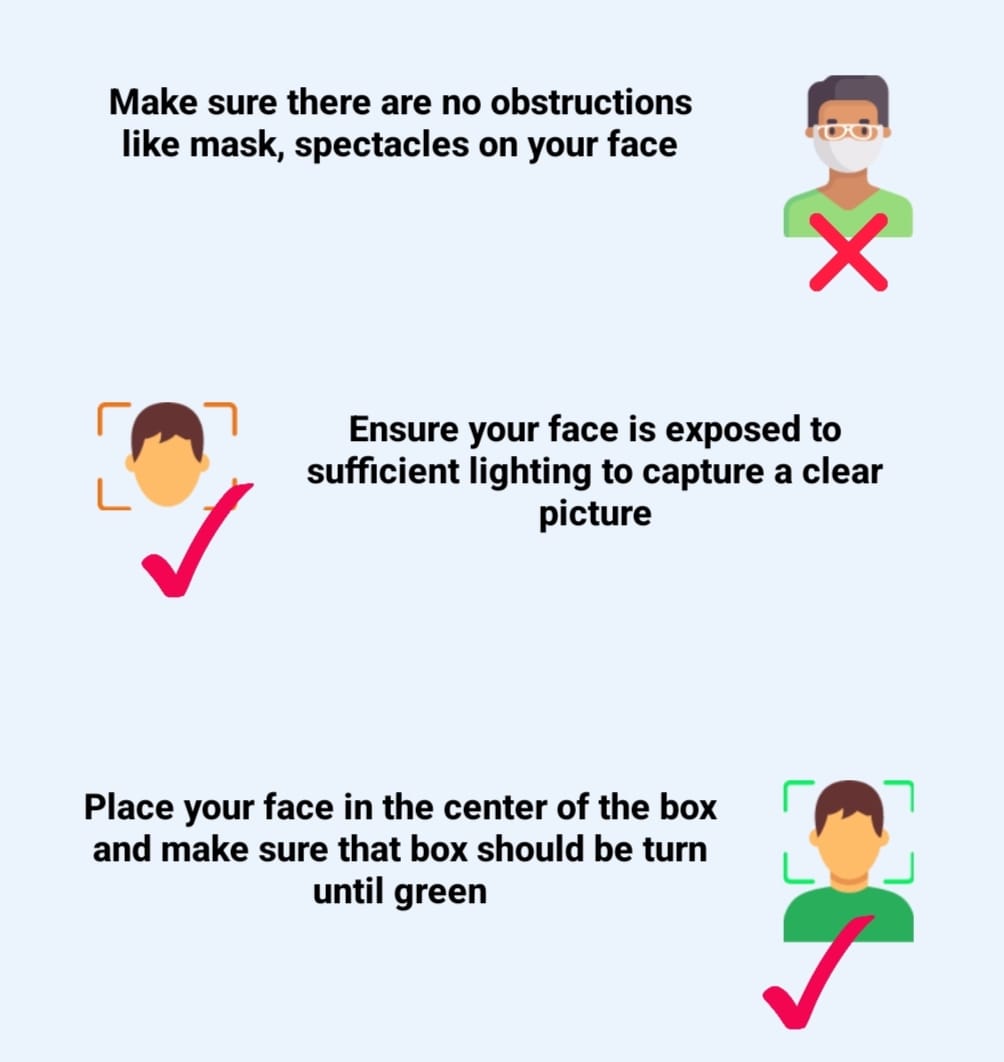 Make sure there are no obstructions
like mask, spectacles on your face
Ensure your face is exposed to
sufficient lighting to capture a clear
picture
Place your face in the center of the box
and make sure that box should be turn
until green